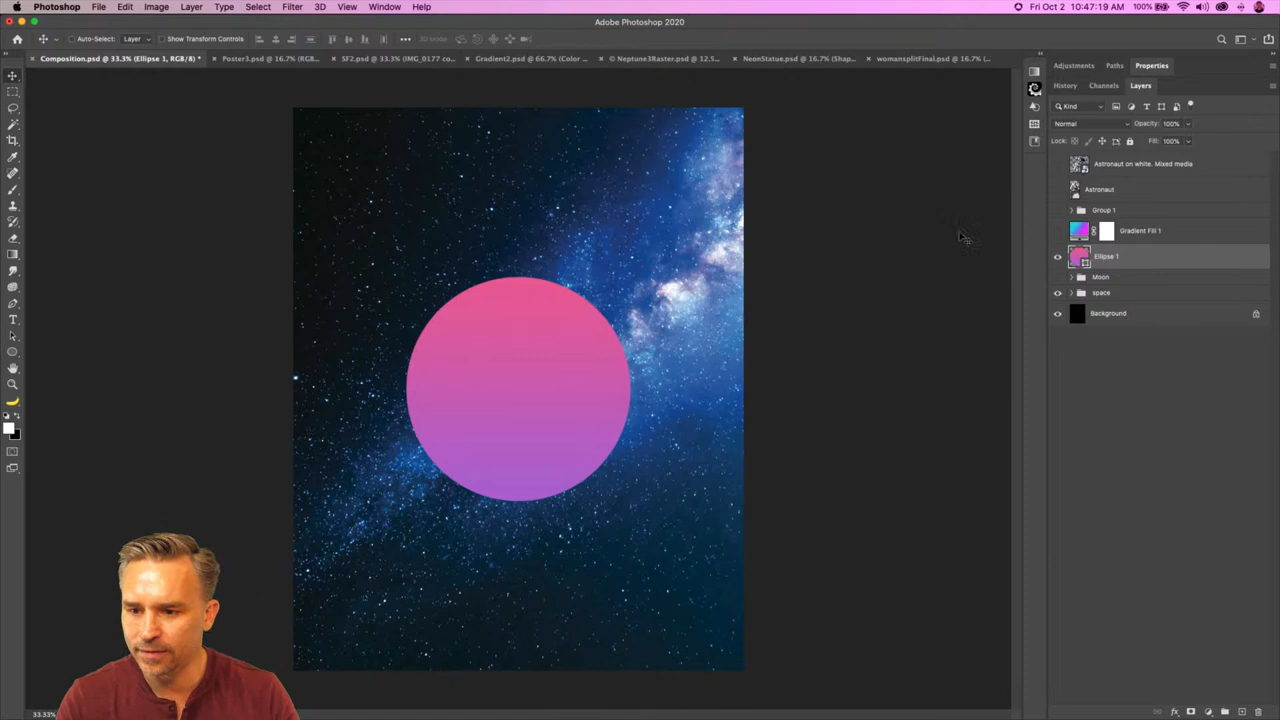 Photoshop File Edit Image Layer Type Select Filter 3D View Window Help 100% Fri Oct 2 10:47:19 AM
Adobe Photoshop 2020
Auto-Select: Layer Show Transform Controls 3D Mode
Composition.psd @ 33.3% (Ellipse 1, RGB/8) * Poster3.psd @ 16.7% (RGB... SF2.psd @ 33.3% (IMG_0177 co... Gradient2.psd @ 66.7% (Color ... © Neptune3Raster.psd @ 12.5... NeonStatue.psd @ 16.7% (Shap... womansplitFinal.psd @ 16.7% (...
Adjustments Paths Properties
History Channels Layers
Kind
Normal Opacity: 100%
Lock: Fill: 100%
Astronaut on white. Mixed media
Astronaut
Group 1
Gradient Fill 1
Ellipse 1
Moon
space
Background
33.33%